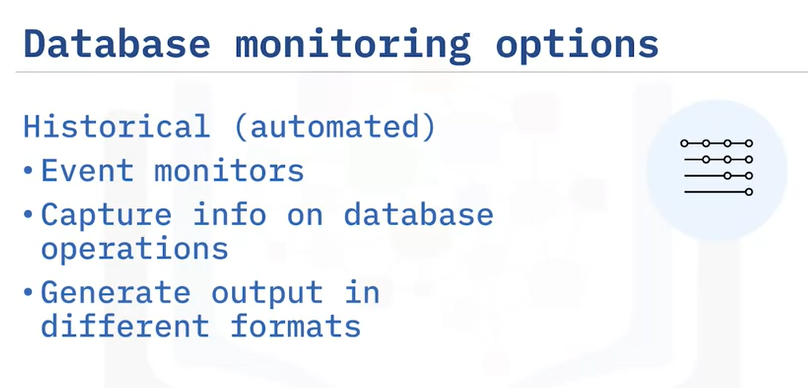 Database monitoring options
Historical (automated)
•Event monitors
•Capture info on database
operations
•Generate output in
different formats